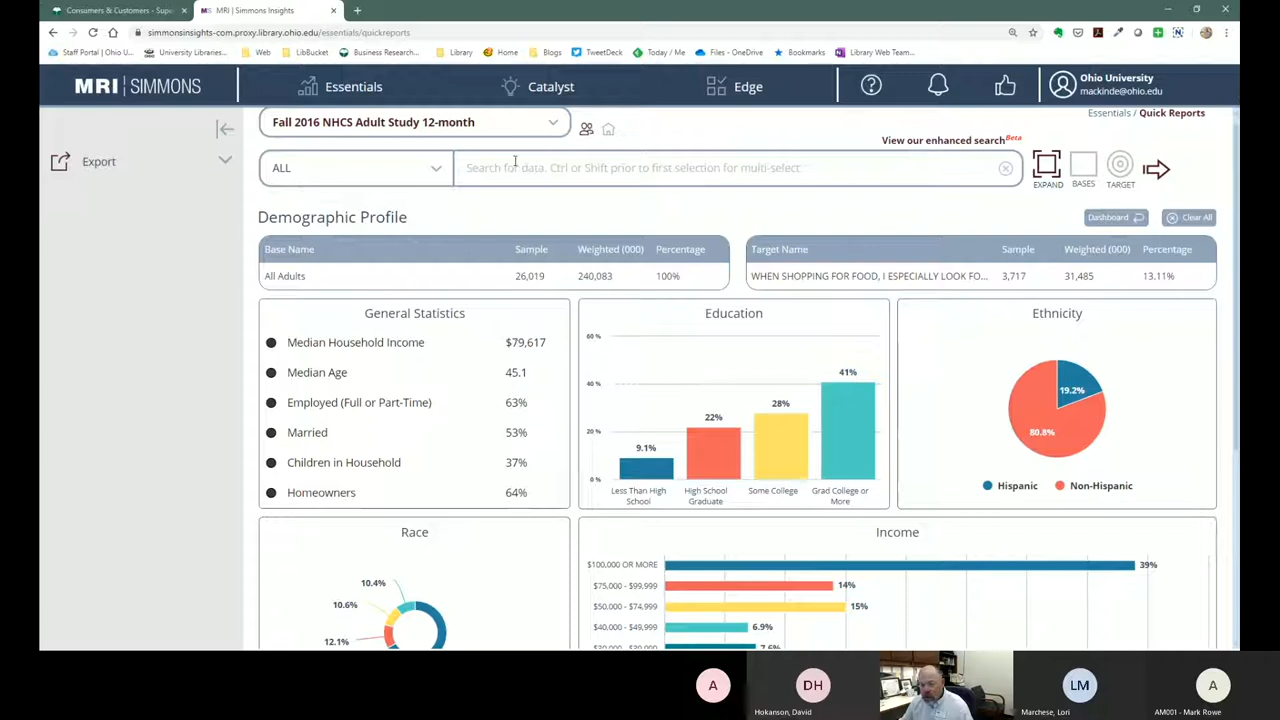 Consumers & Customers - Supe
MRI | Simmons Insights
simmonsinsights-com.proxy.library.ohio.edu/essentials/quickreports
Staff Portal | Ohio U...
University Libraries...
Web
LibBucket
Business Research...
Library
Home
Blogs
TweetDeck
Today / Me
Files - OneDrive
Bookmarks
Library Web Team...
MRI | SIMMONS
Essentials
Catalyst
Edge
Ohio University
mackinde@ohio.edu
Essentials / Quick Reports
Export
Fall 2016 NHCS Adult Study 12-month
View our enhanced search Beta
ALL
Search for data. Ctrl or Shift prior to first selection for multi-select
EXPAND
BASES
TARGET
Demographic Profile
Dashboard
Clear All
Base Name Sample Weighted (000) Percentage
All Adults 26,019 240,083 100%
Target Name Sample Weighted (000) Percentage
WHEN SHOPPING FOR FOOD, I ESPECIALLY LOOK FO... 3,717 31,485 13.11%
General Statistics
Median Household Income $79,617
Median Age 45.1
Employed (Full or Part-Time) 63%
Married 53%
Children in Household 37%
Homeowners 64%
Education
60 %
40 %
20 %
0 %
9.1%
22%
28%
41%
Less Than High School
High School Graduate
Some College
Grad College or More
Ethnicity
19.2%
80.8%
Hispanic
Non-Hispanic
Race
10.4%
10.6%
12.1%
Income
$100,000 OR MORE 39%
$75,000 - $99,999 14%
$50,000 - $74,999 15%
$40,000 - $49,999 6.9%
7.6%
A
DH
Hokanson, David
LM
Marchese, Lori
A
AM001 - Mark Rowe